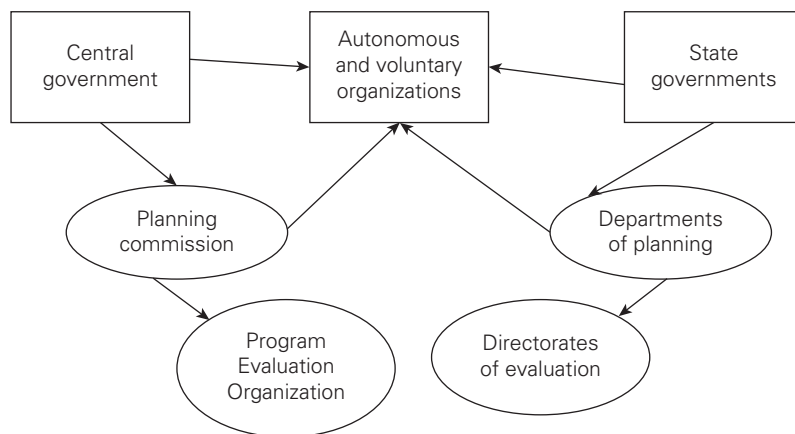 Central
government
Autonomous
and voluntary
organizations
State
governments
Planning
commission
Departments
of planning
Program
Evaluation
Organization
Directorates
of evaluation